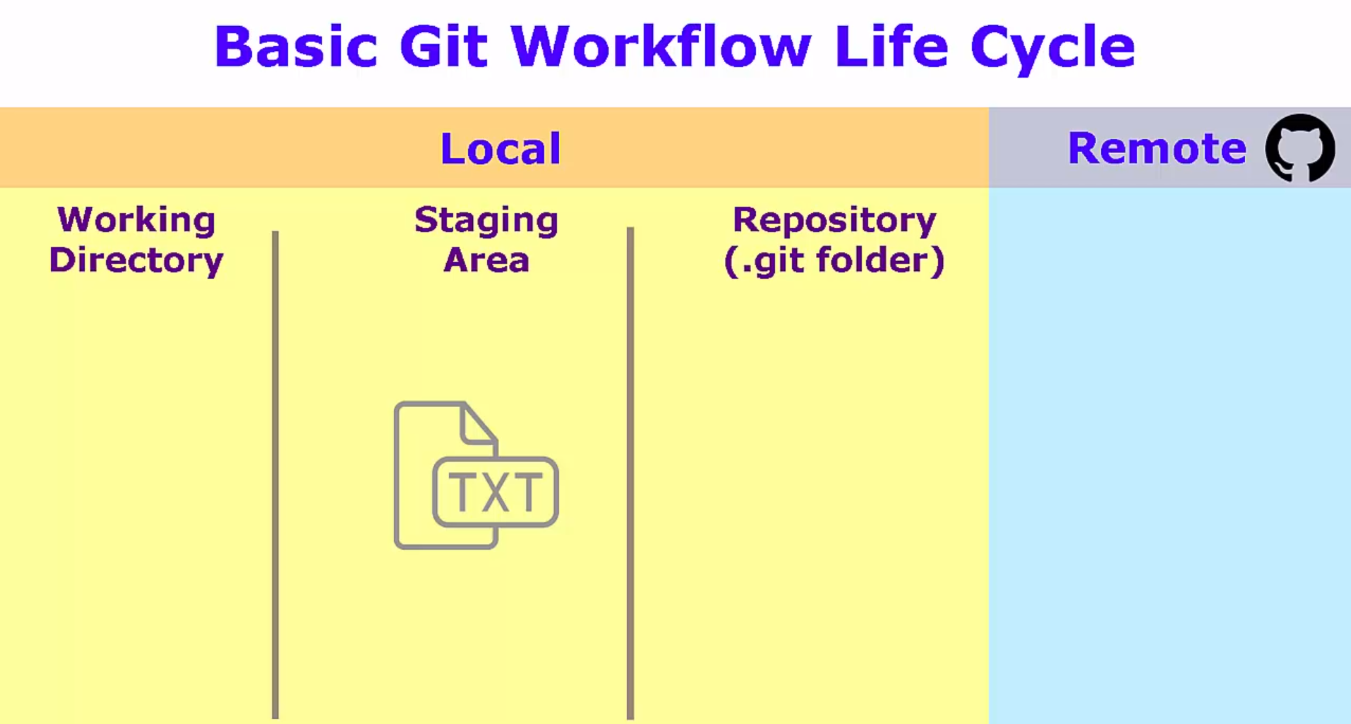 Basic Git Workflow Life Cycle
Local
Remote
Working
Directory
Staging
Area
Repository
(.git folder)
TXT